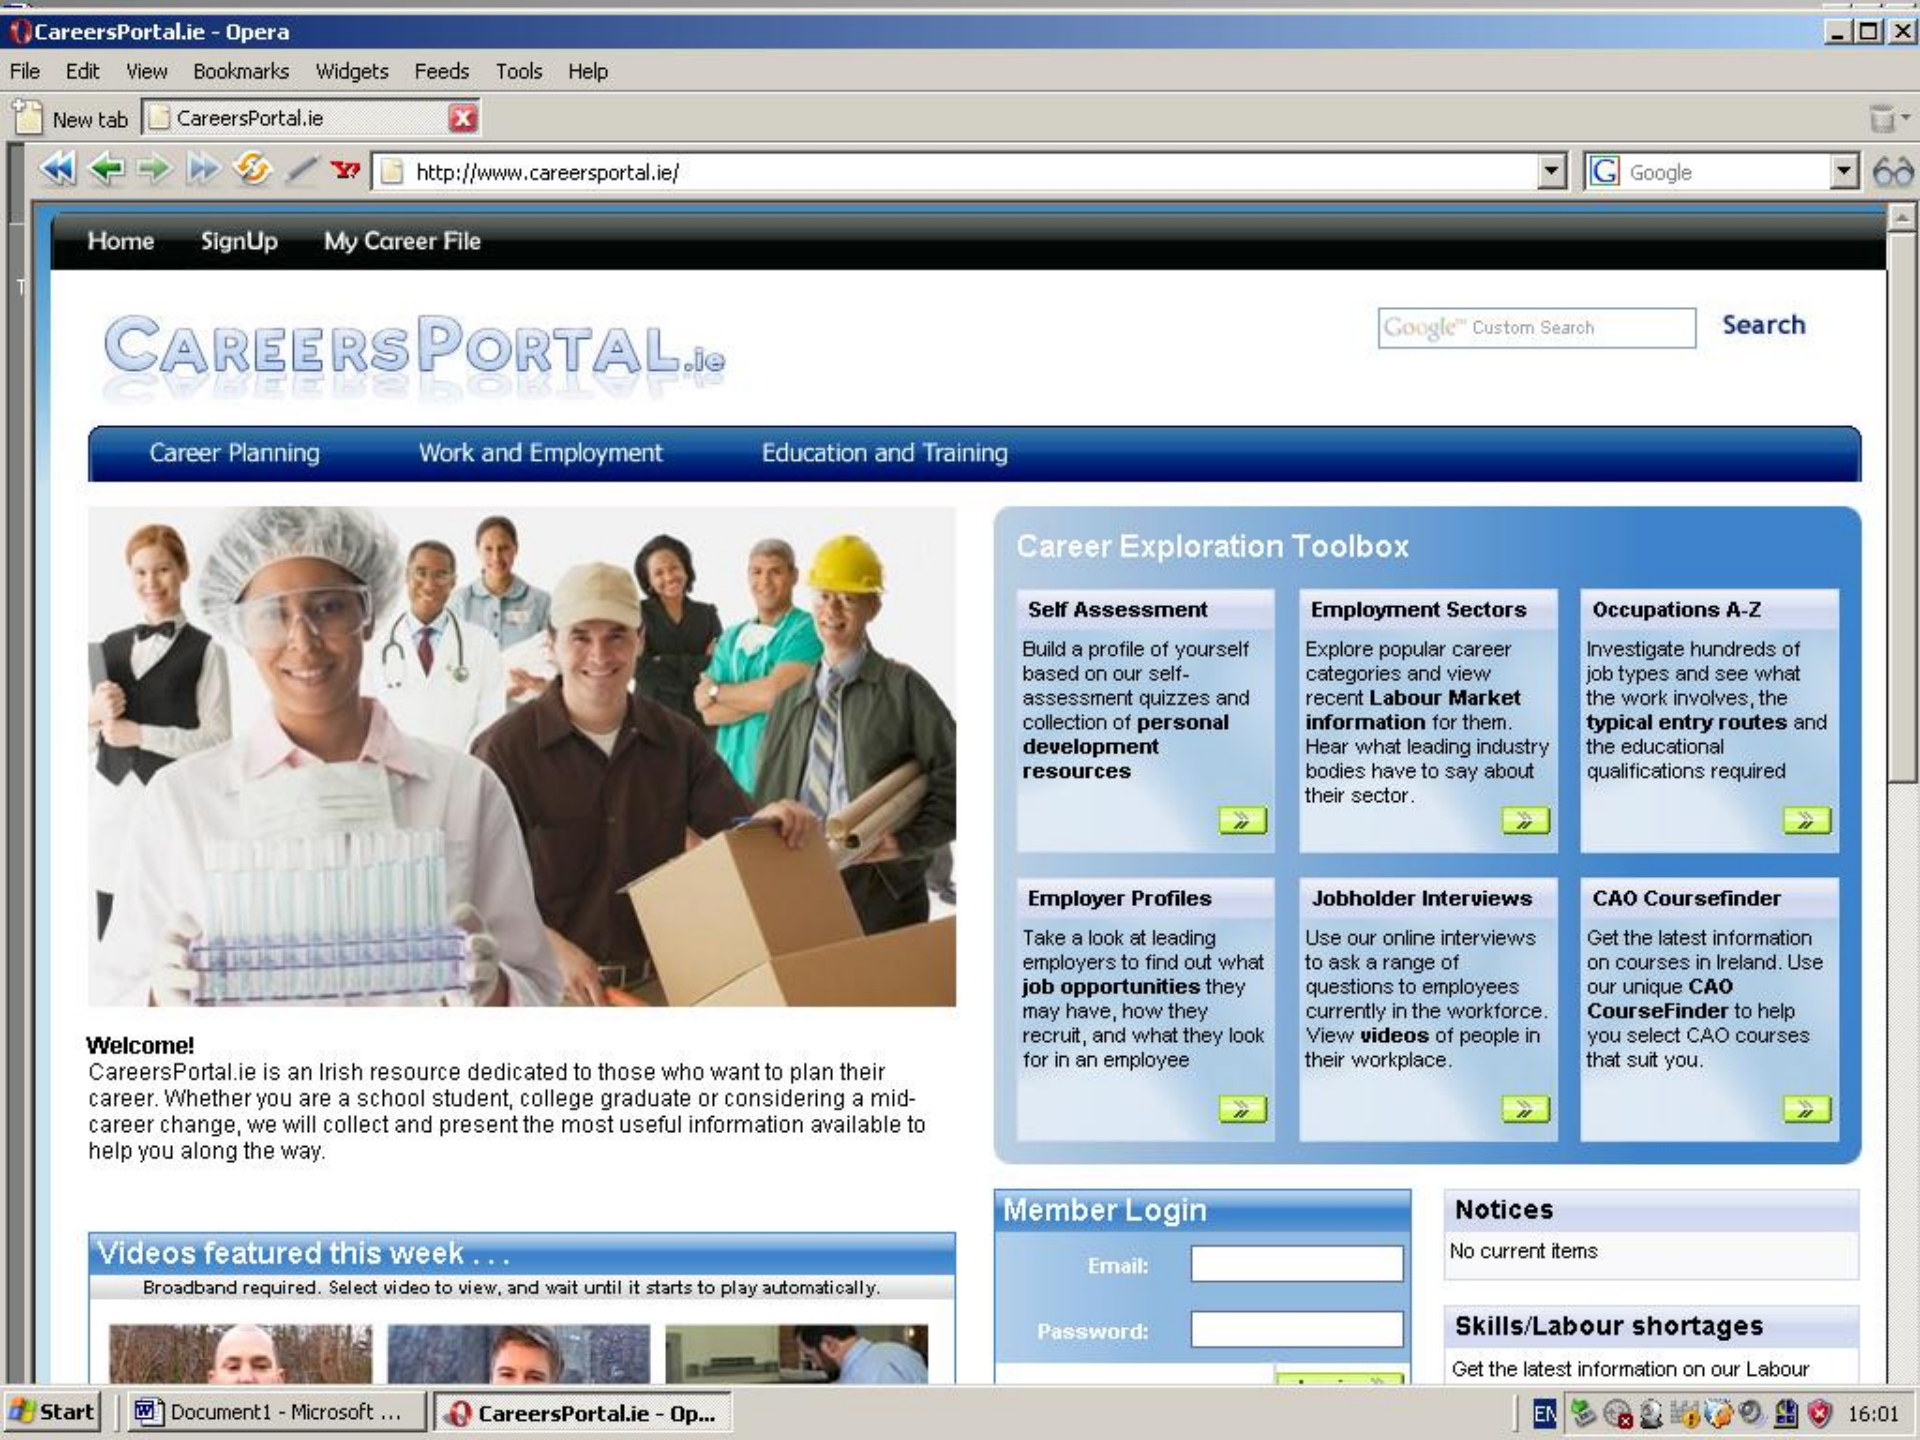 CareersPortal.ie - Opera
File Edit View Bookmarks Widgets Feeds Tools Help
New tab CareersPortal.ie
http://www.careersportal.ie/ Google
Home SignUp My Career File
CAREERSPORTAL.ie
Google™ Custom Search Search
Career Planning Work and Employment Education and Training
Career Exploration Toolbox
Self Assessment
Build a profile of yourself
based on our self-
assessment quizzes and
collection of personal
development
resources
Employment Sectors
Explore popular career
categories and view
recent Labour Market
information for them.
Hear what leading industry
bodies have to say about
their sector.
Occupations A-Z
Investigate hundreds of
job types and see what
the work involves, the
typical entry routes and
the educational
qualifications required
Employer Profiles
Take a look at leading
employers to find out what
job opportunities they
may have, how they
recruit, and what they look
for in an employee
Jobholder Interviews
Use our online interviews
to ask a range of
questions to employees
currently in the workforce.
View videos of people in
their workplace.
CAO Coursefinder
Get the latest information
on courses in Ireland. Use
our unique CAO
CourseFinder to help
you select CAO courses
that suit you.
Welcome!
CareersPortal.ie is an Irish resource dedicated to those who want to plan their
career. Whether you are a school student, college graduate or considering a mid-
career change, we will collect and present the most useful information available to
help you along the way.
Videos featured this week . . .
Broadband required. Select video to view, and wait until it starts to play automatically.
Member Login
Email:
Password:
Notices
No current items
Skills/Labour shortages
Get the latest information on our Labour
Start Document1 - Microsoft ... CareersPortal.ie - Op... EN 16:01